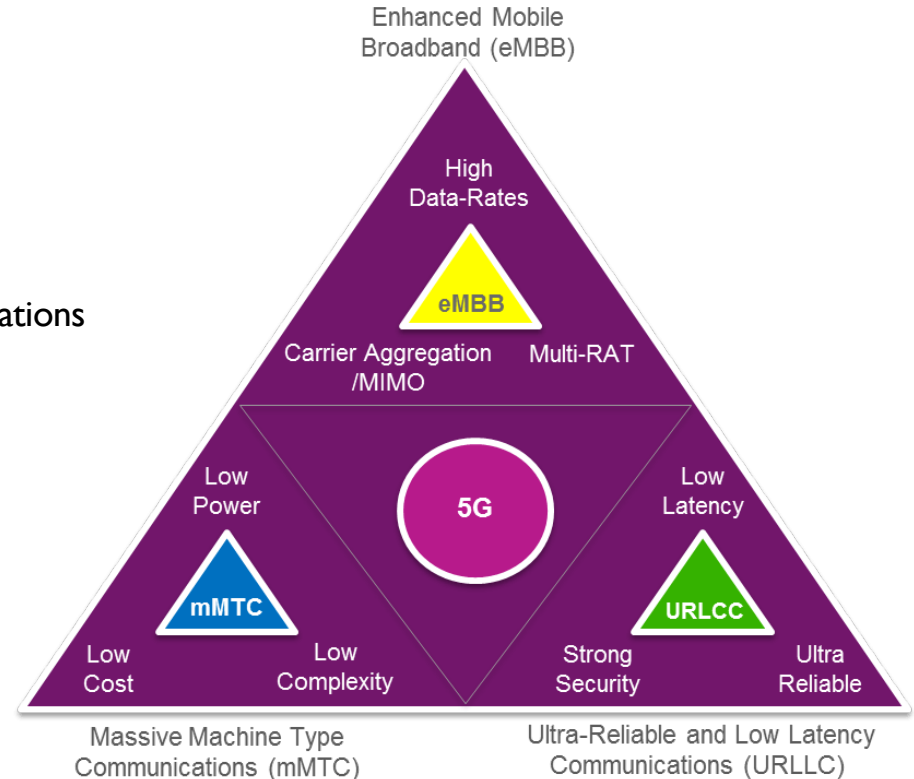 Enhanced Mobile
Broadband (eMBB)
High
Data-Rates
eMBB
ations
Carrier Aggregation
/MIMO
Multi-RAT
5G
Low
Power
mMTC
Low
Cost
Low
Complexity
Low
Latency
URLCC
Strong
Security
Ultra
Reliable
Massive Machine Type
Communications (mMTC)
Ultra-Reliable and Low Latency
Communications (URLLC)